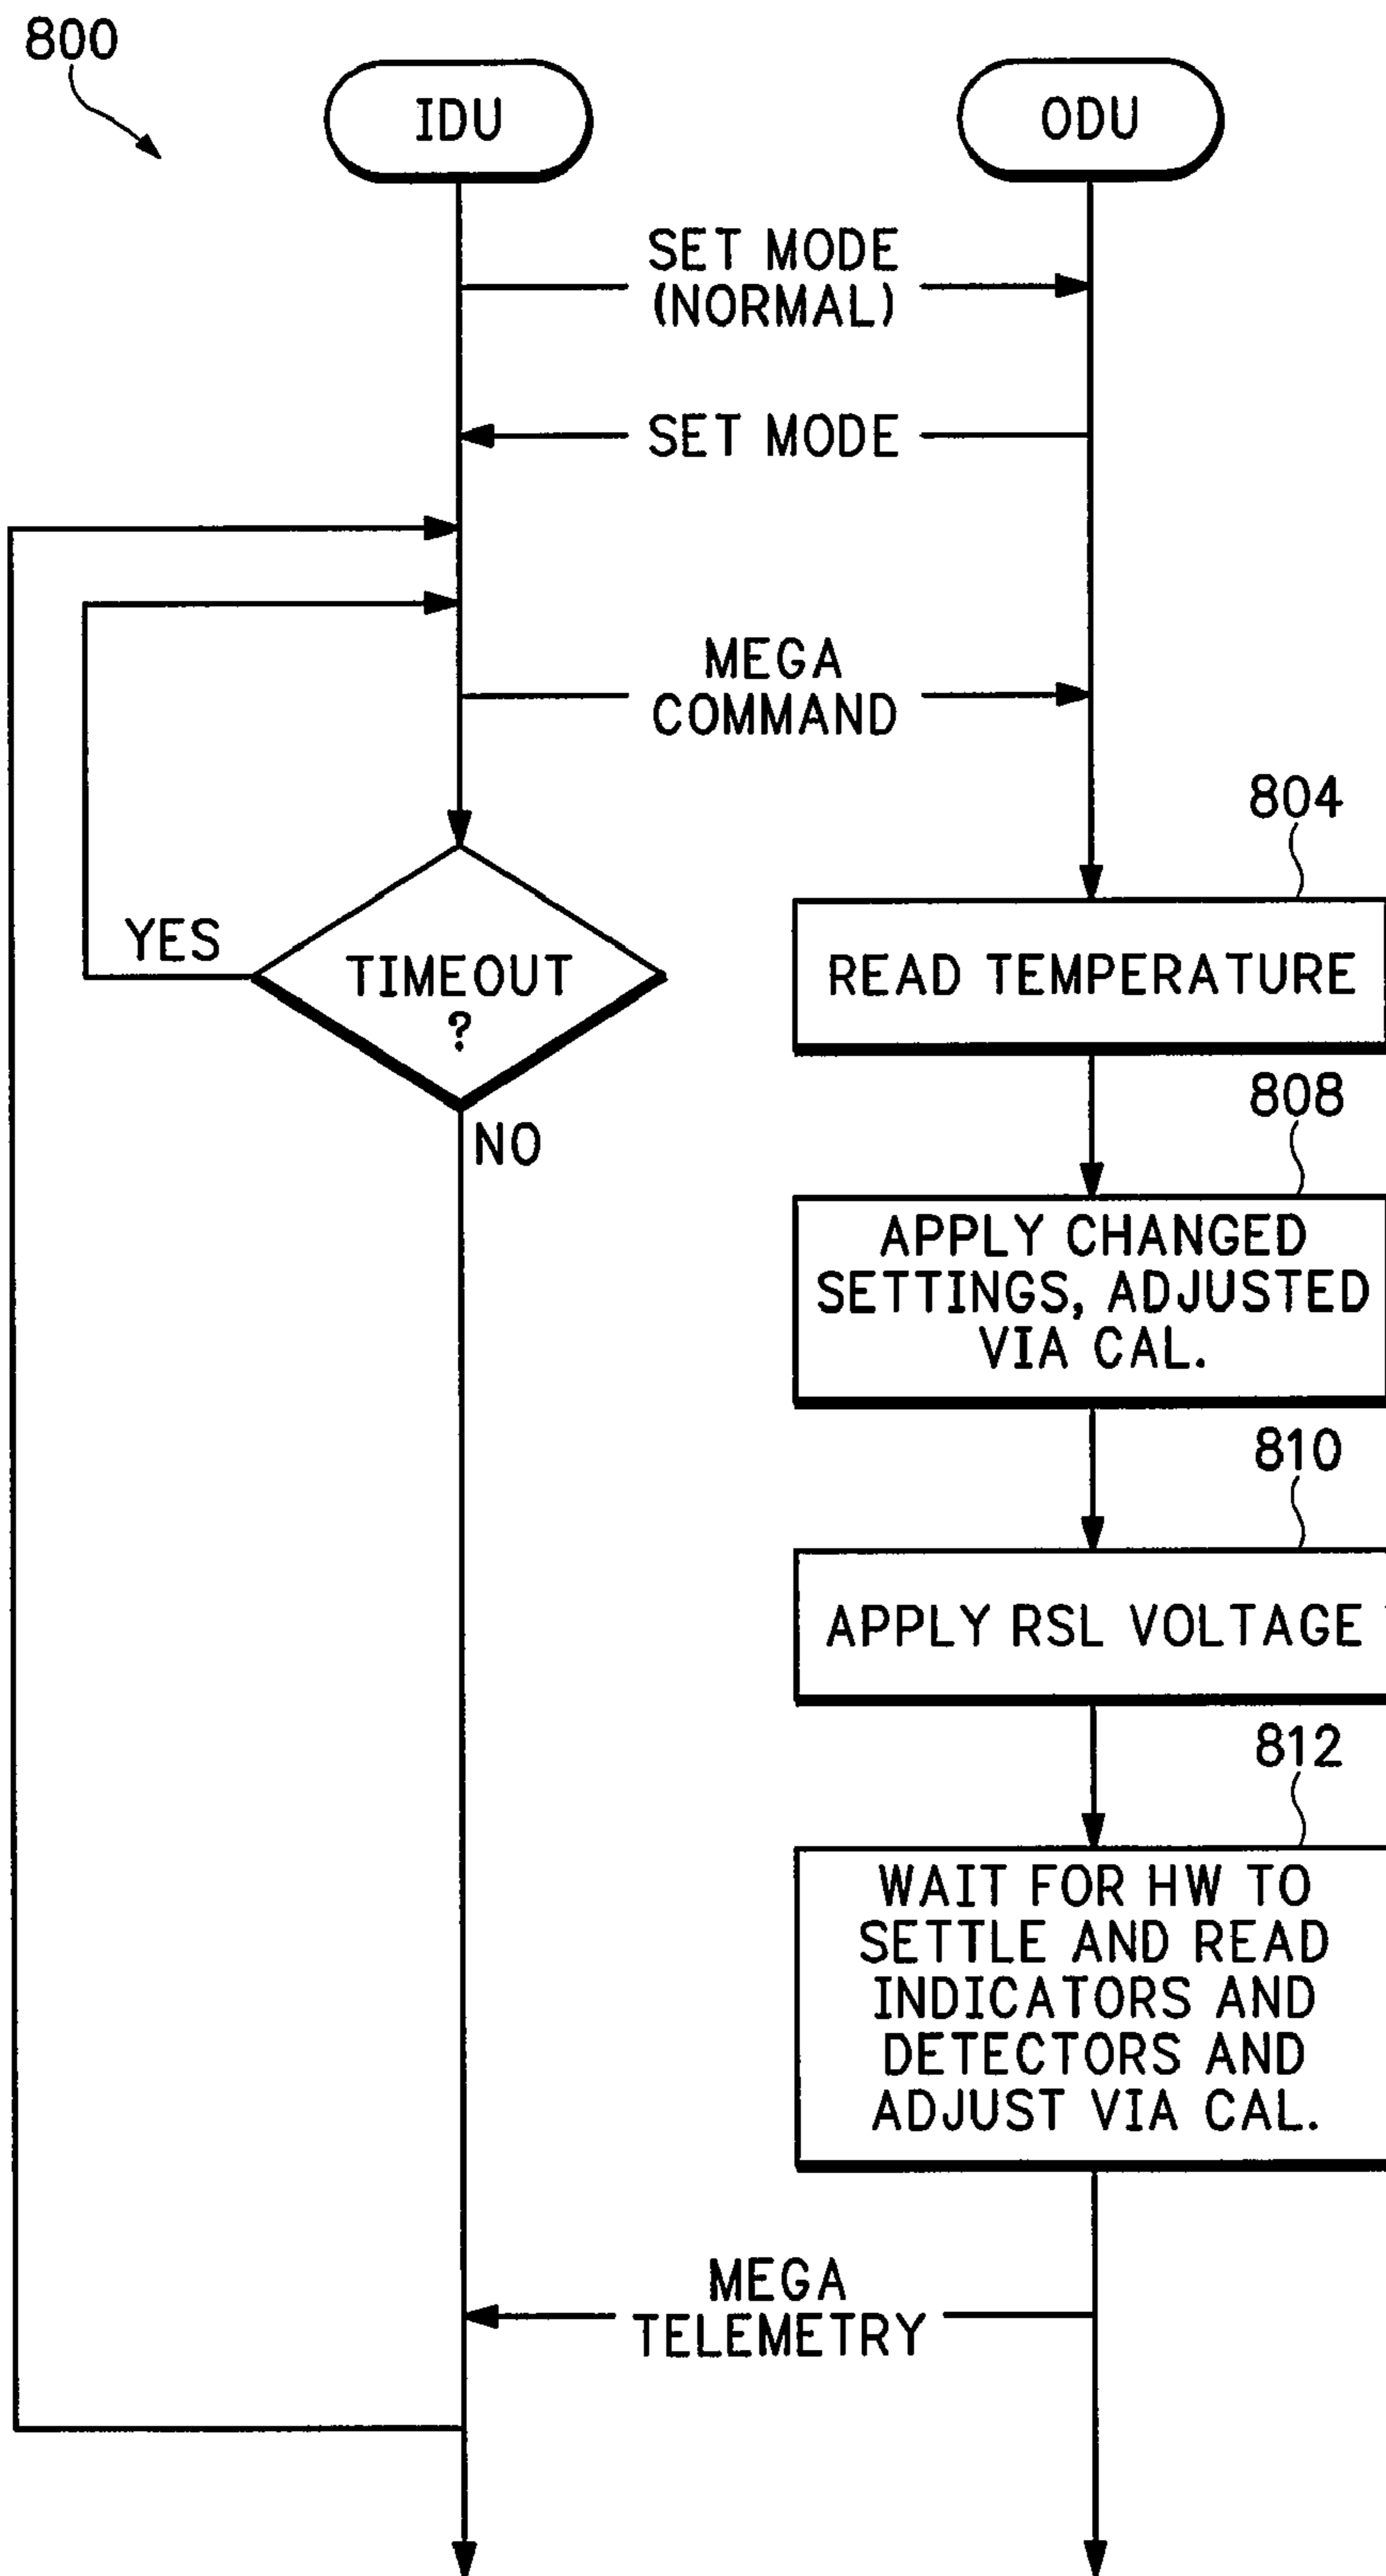 800
IDU
ODU
SET MODE
(NORMAL)
SET MODE
MEGA
COMMAND
804
YES
TIMEOUT
?
READ TEMPERATURE
808
NO
APPLY CHANGED
SETTINGS, ADJUSTED
VIA CAL.
810
APPLY RSL VOLTAGE
812
WAIT FOR HW TO
SETTLE AND READ
INDICATORS AND
DETECTORS AND
ADJUST VIA CAL.
MEGA
TELEMETRY